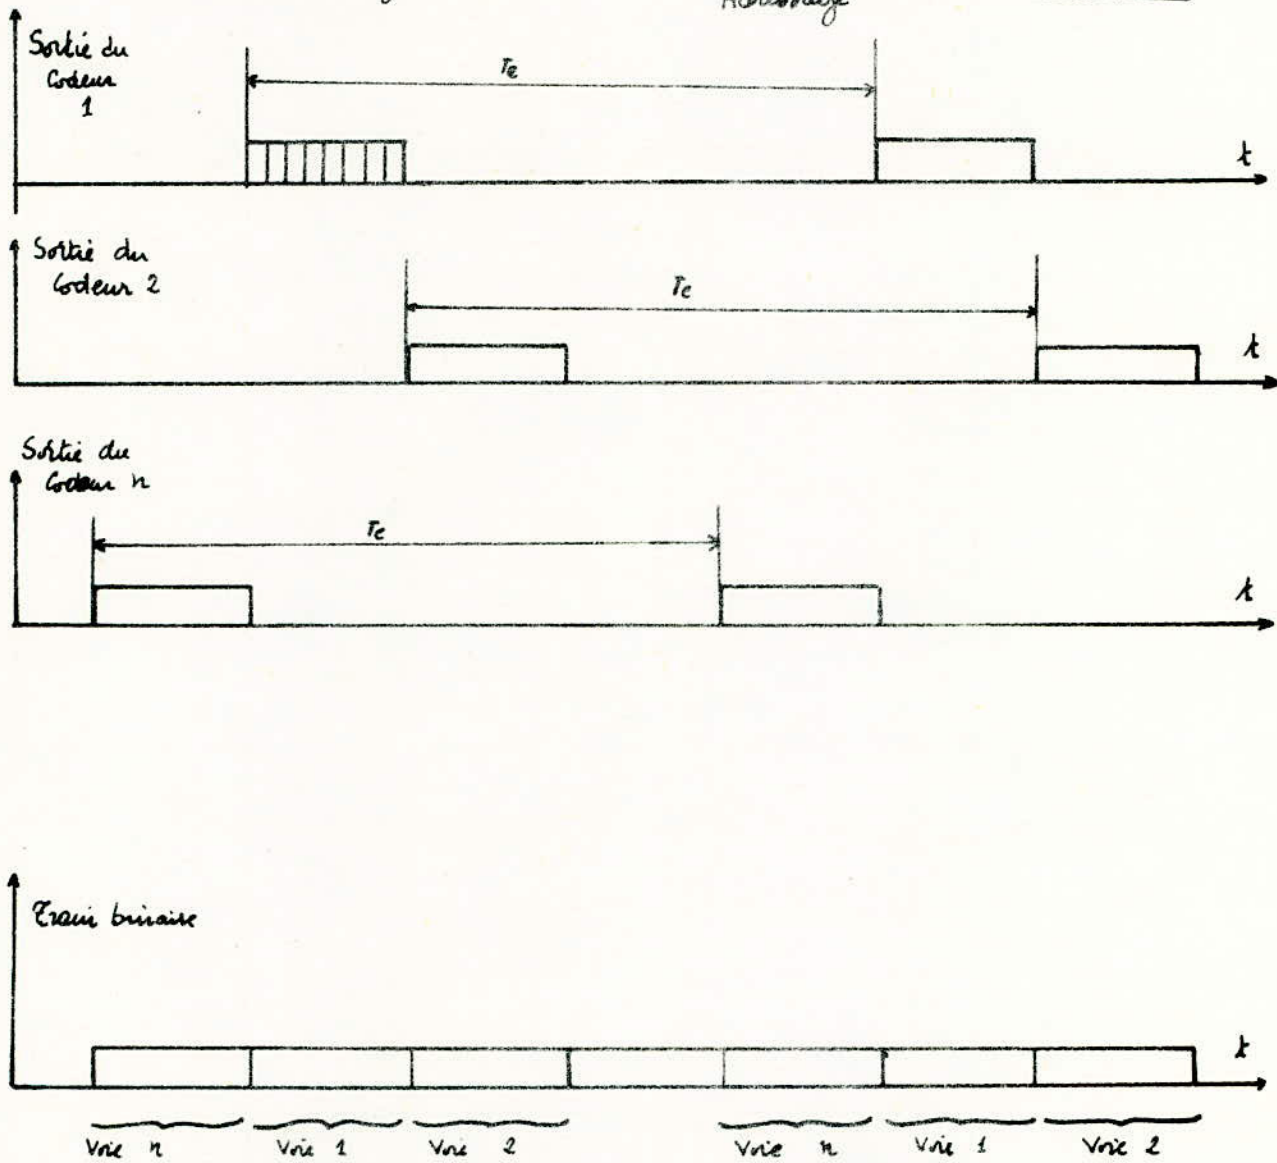 Sortie du
Codeur
1
Te
t
Sortie du
Codeur 2
Te
t
Sortie du
Codeur n
Te
t
Train binaire
t
Voie n
Voie 1
Voie 2
Voie n
Voie 1
Voie 2